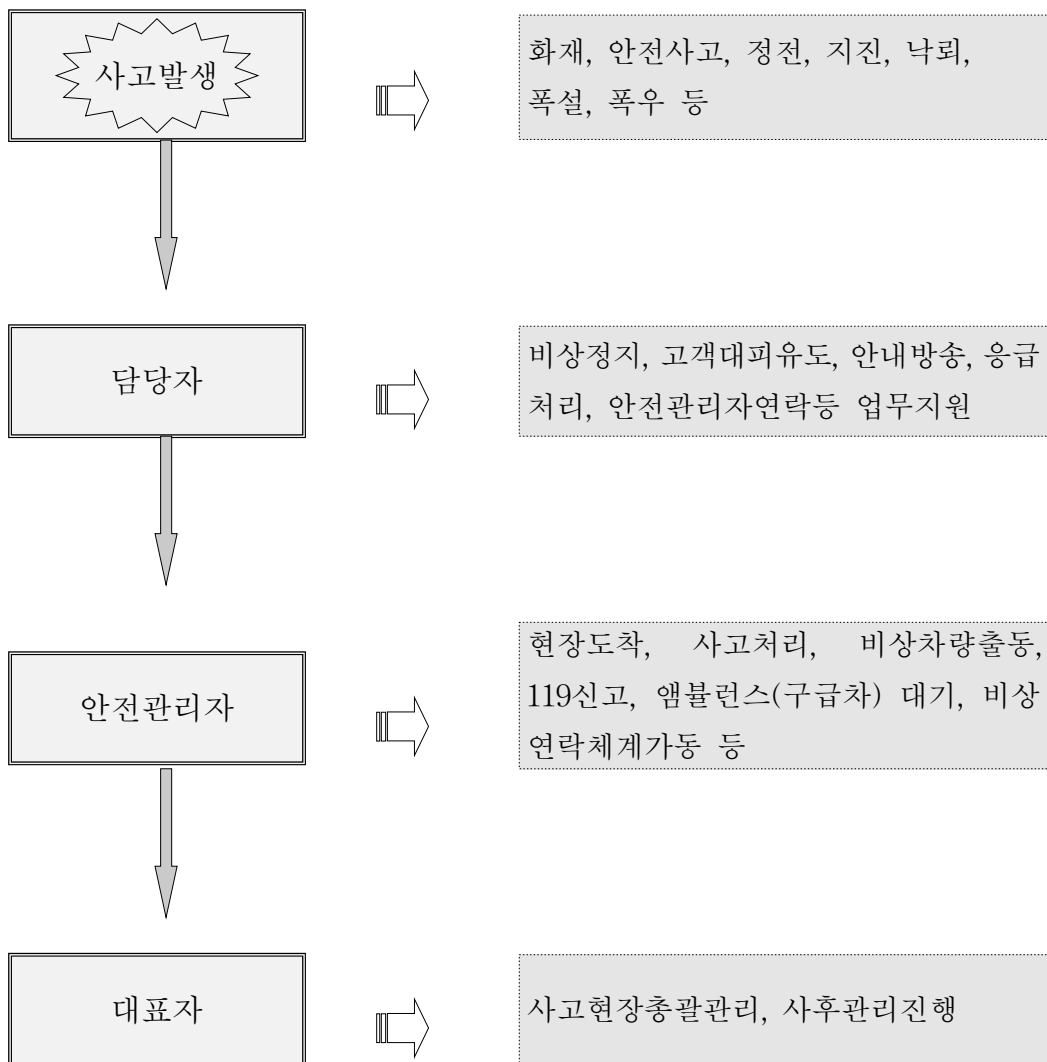 사고발생
화재, 안전사고, 정전, 지진, 낙뢰,
폭설, 폭우 등
담당자
비상정지, 고객대피유도, 안내방송, 응급
처리, 안전관리자연락등 업무지원
안전관리자
현장도착, 사고처리, 비상차량출동,
119신고, 앰뷸런스(구급차) 대기, 비상
연락체계가동 등
대표자
사고현장총괄관리, 사후관리진행